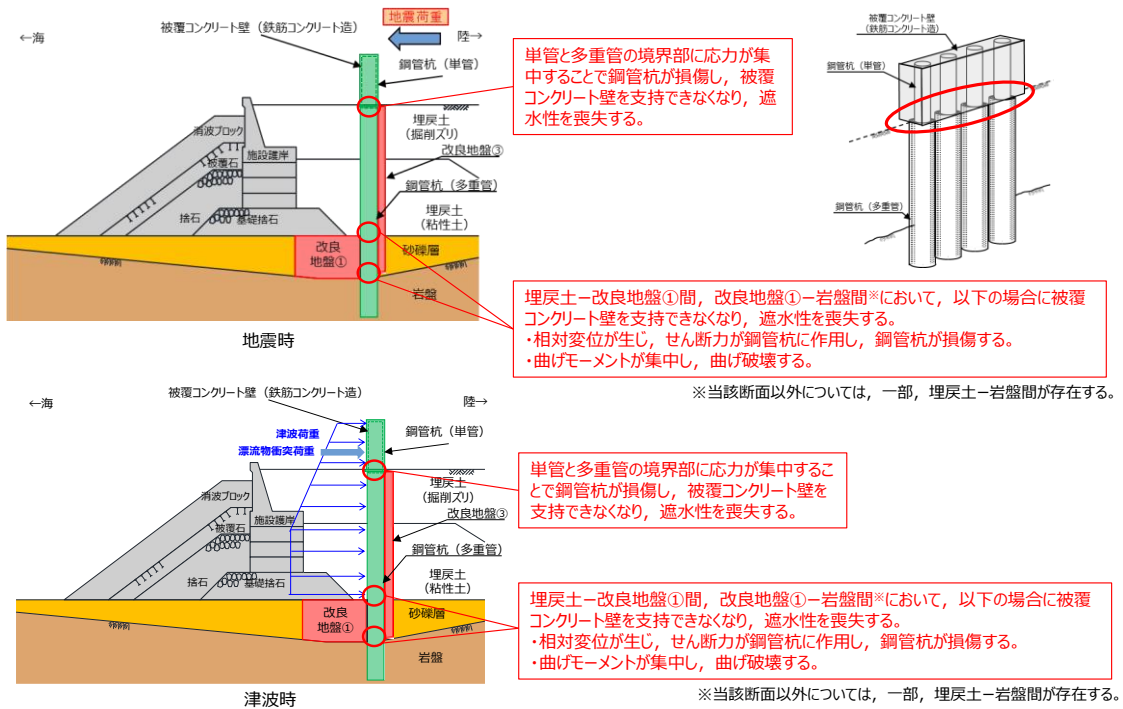 地震荷重
被覆コンクリート壁（鉄筋コンクリート造）
←海
陸→
鋼管杭（単管）
埋戻土
（掘削ズリ）
消波ブロック
被覆石
施設護岸
改良地盤③
鋼管杭（多重管）
捨石
基礎捨石
埋戻土
（粘性土）
改良
地盤①
砂礫層
岩盤
地震時
単管と多重管の境界部に応力が集
中することで鋼管杭が損傷し，被覆
コンクリート壁を支持できなくなり，遮
水性を喪失する。
被覆コンクリート壁
（鉄筋コンクリート造）
鋼管杭（単管）
鋼管杭（多重管）
埋戻土－改良地盤①間，改良地盤①－岩盤間※において，以下の場合に被覆
コンクリート壁を支持できなくなり，遮水性を喪失する。
・相対変位が生じ，せん断力が鋼管杭に作用し，鋼管杭が損傷する。
・曲げモーメントが集中し，曲げ破壊する。
※当該断面以外については，一部，埋戻土－岩盤間が存在する。
被覆コンクリート壁（鉄筋コンクリート造）
←海
陸→
津波荷重
漂流物衝突荷重
鋼管杭（単管）
埋戻土
（掘削ズリ）
消波ブロック
被覆石
施設護岸
改良地盤③
鋼管杭（多重管）
捨石
基礎捨石
埋戻土
（粘性土）
改良
地盤①
砂礫層
岩盤
津波時
単管と多重管の境界部に応力が集中するこ
とで鋼管杭が損傷し，被覆コンクリート壁を
支持できなくなり，遮水性を喪失する。
埋戻土－改良地盤①間，改良地盤①－岩盤間※において，以下の場合に被覆
コンクリート壁を支持できなくなり，遮水性を喪失する。
・相対変位が生じ，せん断力が鋼管杭に作用し，鋼管杭が損傷する。
・曲げモーメントが集中し，曲げ破壊する。
※当該断面以外については，一部，埋戻土－岩盤間が存在する。